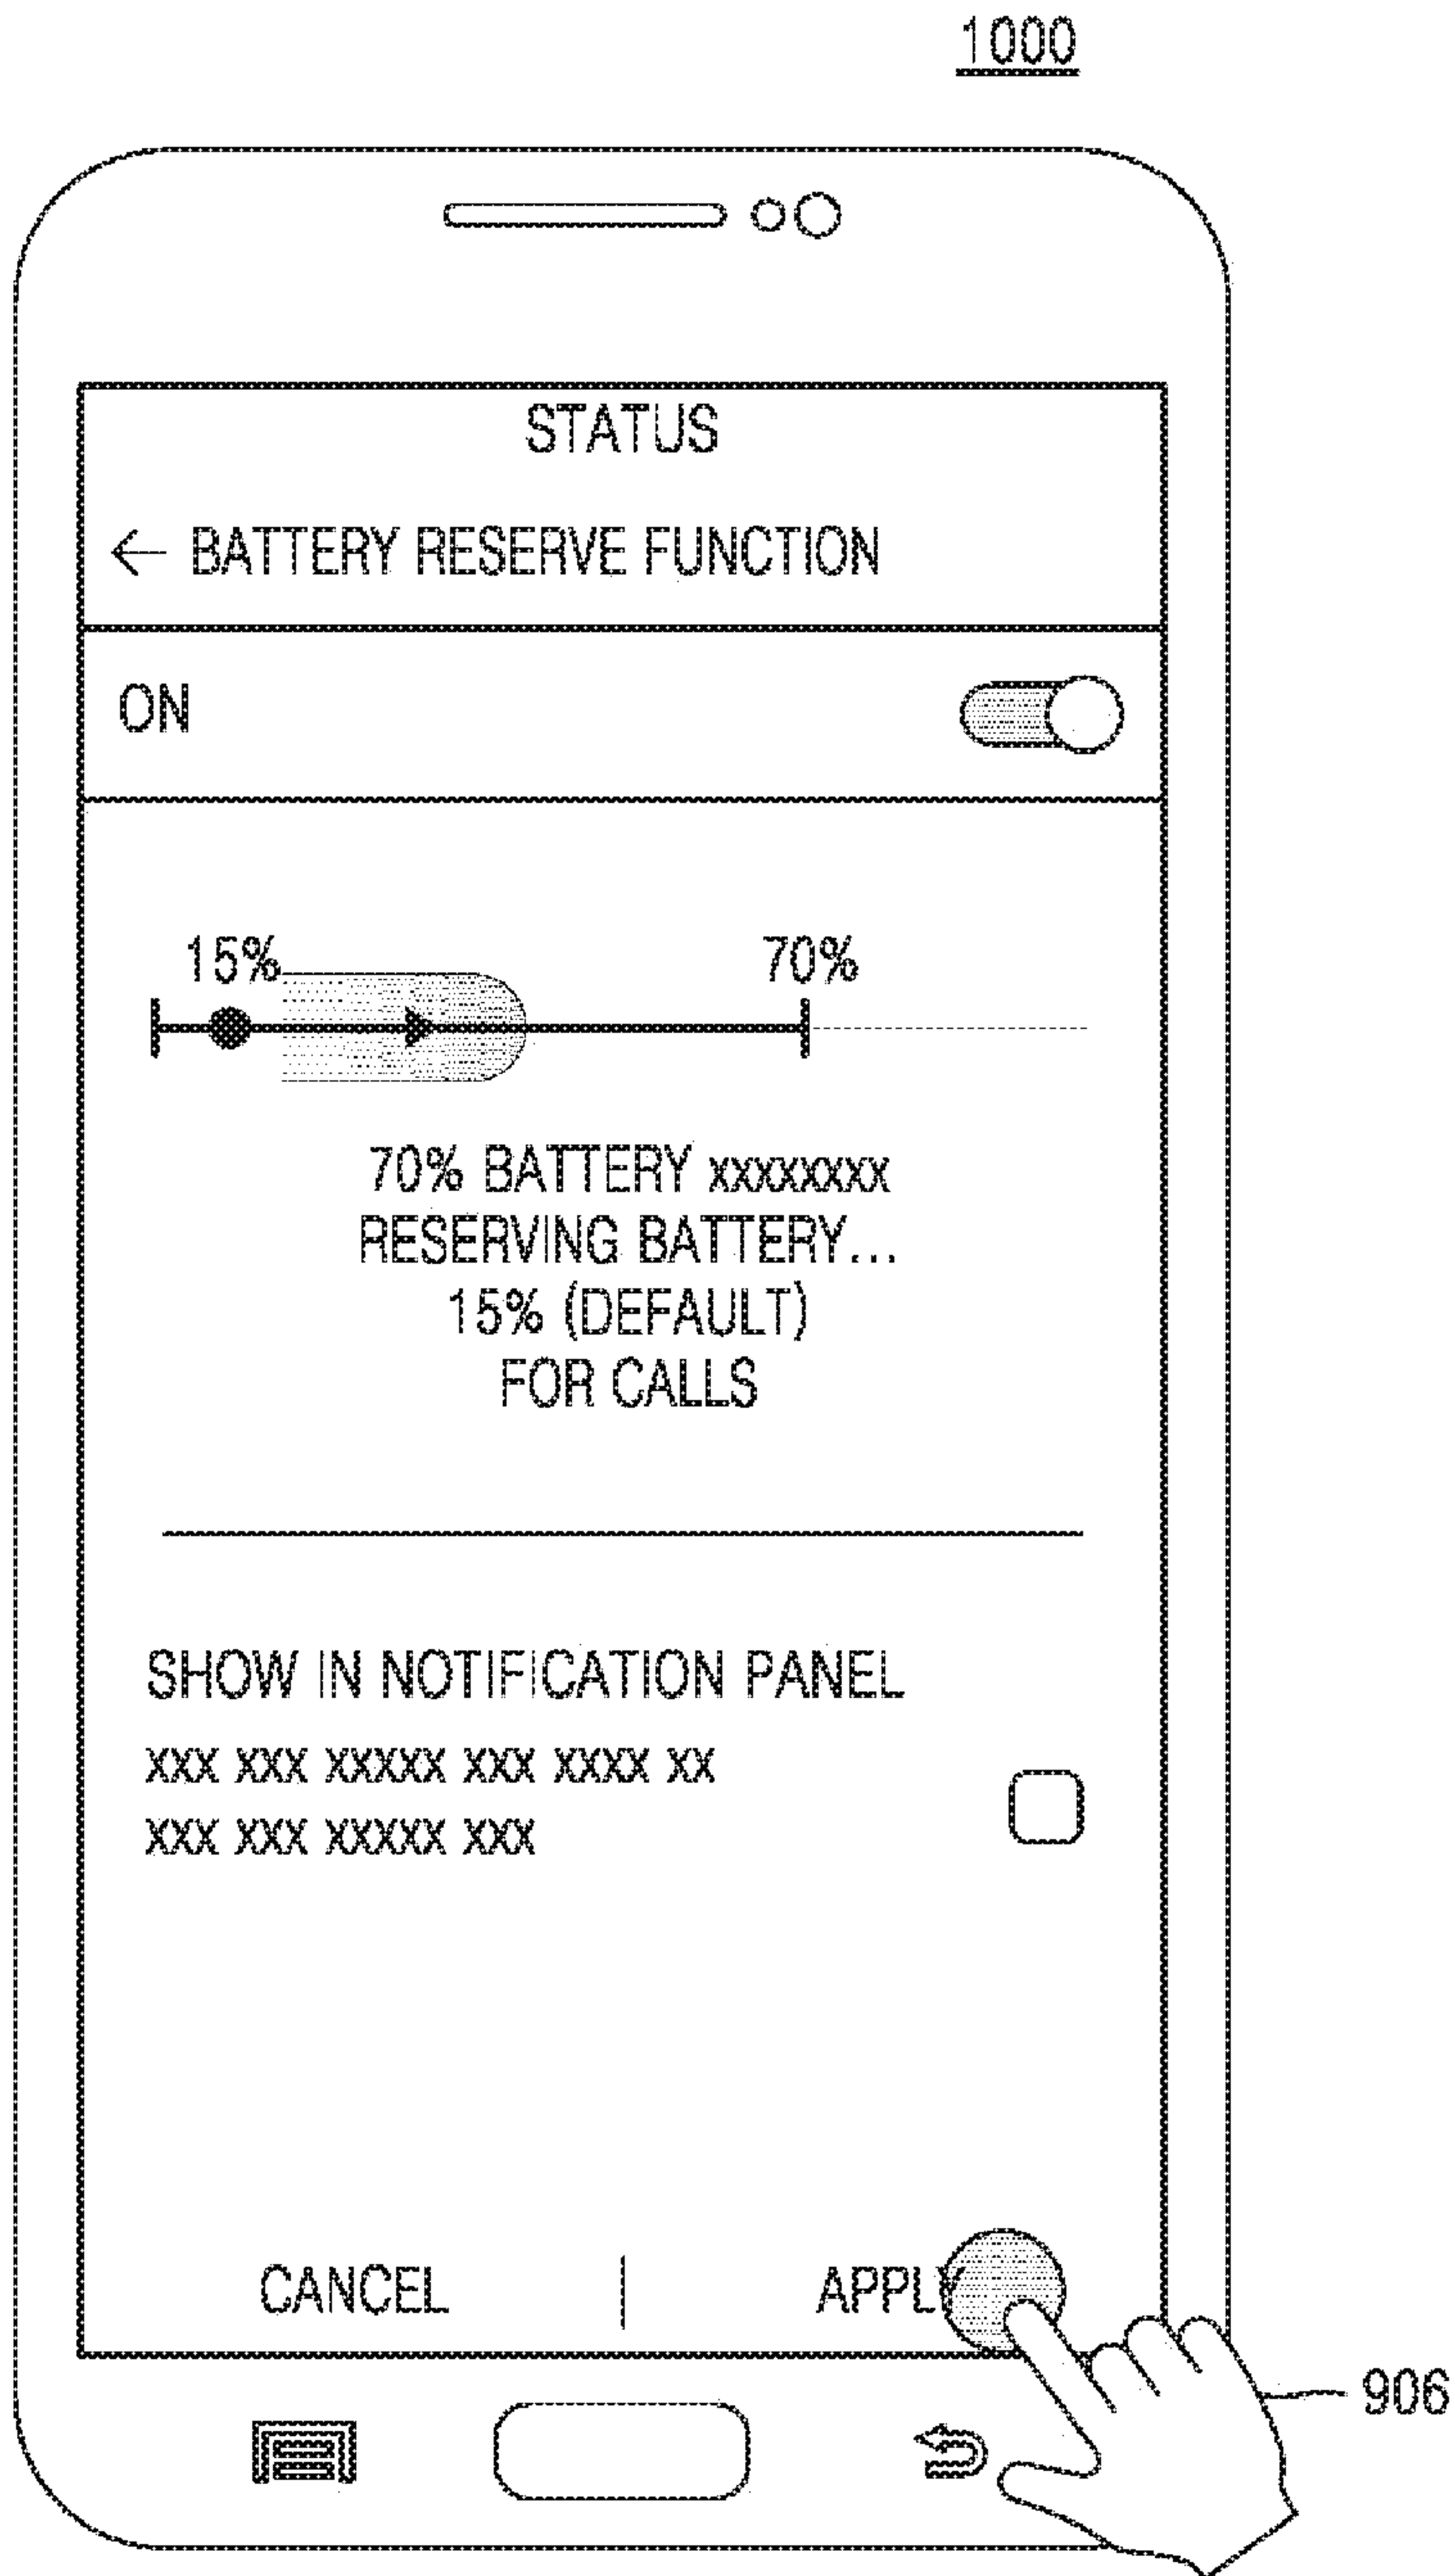 1000
STATUS
← BATTERY RESERVE FUNCTION
ON
15% 70%
70% BATTERY xxxxxxxx
RESERVING BATTERY...
15% (DEFAULT)
FOR CALLS
SHOW IN NOTIFICATION PANEL
xxx xxx xxxxx xxx xxxx xx
xxx xxx xxxxx xxx
CANCEL | APPLY
906